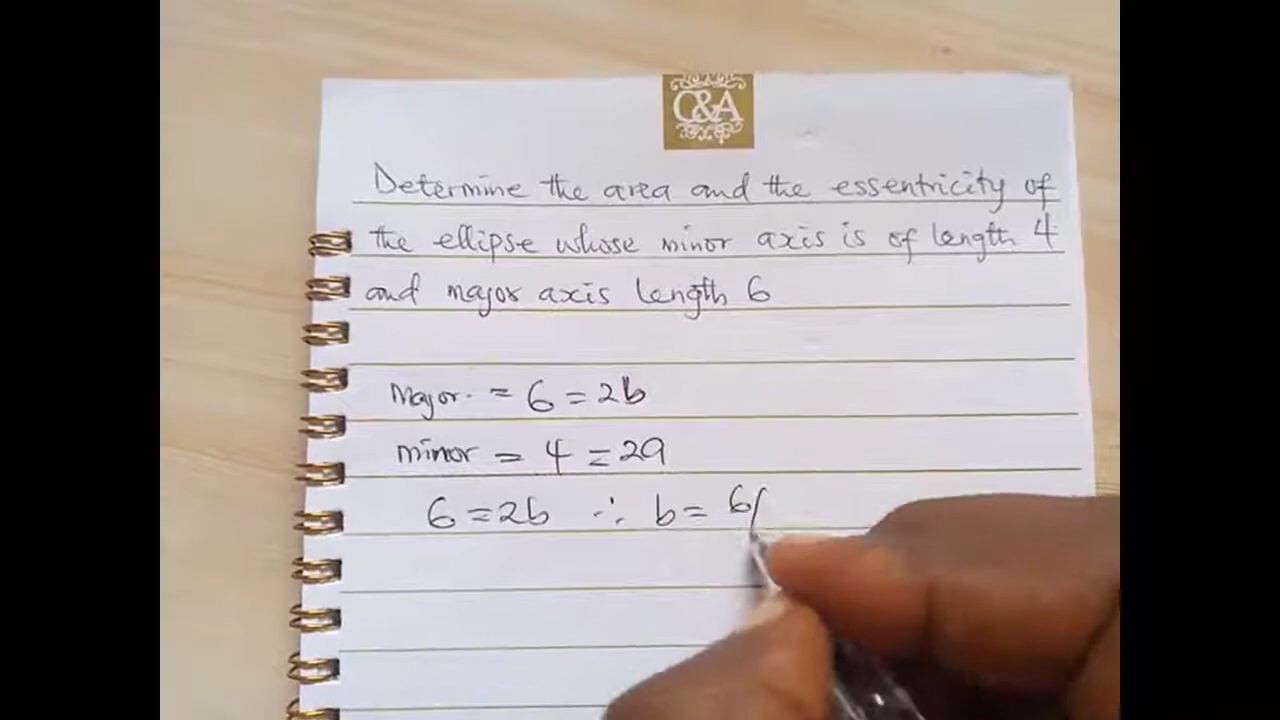 C&A
Determine the area and the essentricity of
the ellipse whose minor axis is of length 4
and major axis length 6
Major. = 6 = 2b
minor = 4 = 2a
6 = 2b ∴ b = 6/